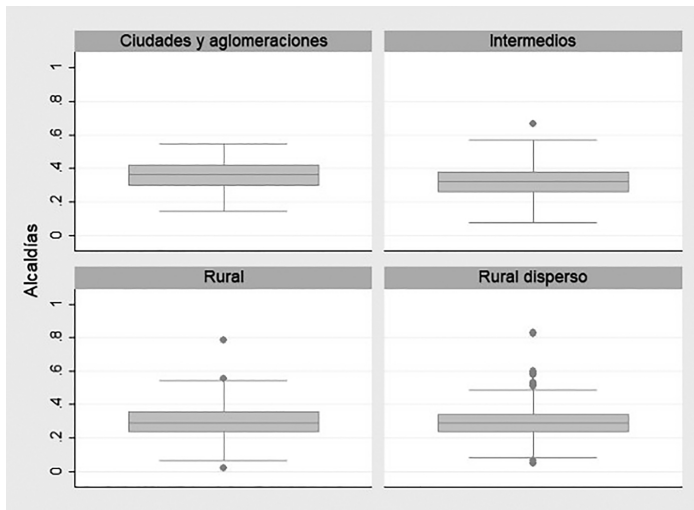 Ciudades y aglomeraciones
Intermedios
1
.8
.6
.4
.2
0
Rural
Rural disperso
1
.8
.6
.4
.2
0
Alcaldías